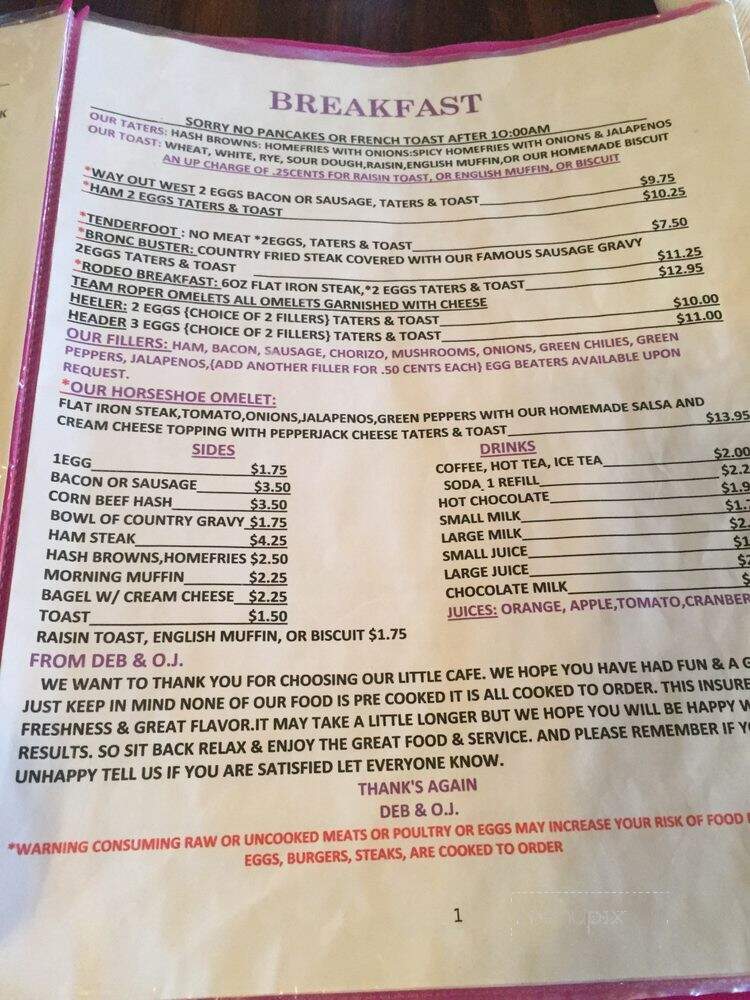 K
BREAKFAST
SORRY NO PANCAKES OR FRENCH TOAST AFTER 10:00AM
OUR TATERS: HASH BROWNS: HOMEFRIES WITH ONIONS:SPICY HOMEFRIES WITH ONIONS & JALAPENOS
OUR TOAST: WHEAT, WHITE, RYE, SOUR DOUGH,RAISIN,ENGLISH MUFFIN,OR OUR HOMEMADE BISCUIT
AN UP CHARGE OF .25CENTS FOR RAISIN TOAST, OR ENGLISH MUFFIN, OR BISCUIT
*WAY OUT WEST 2 EGGS BACON OR SAUSAGE, TATERS & TOAST $9.75
*HAM 2 EGGS TATERS & TOAST $10.25
*TENDERFOOT : NO MEAT *2EGGS, TATERS & TOAST $7.50
*BRONC BUSTER: COUNTRY FRIED STEAK COVERED WITH OUR FAMOUS SAUSAGE GRAVY
2EGGS TATERS & TOAST $11.25
*RODEO BREAKFAST: 6OZ FLAT IRON STEAK,*2 EGGS TATERS & TOAST $12.95
TEAM ROPER OMELETS ALL OMELETS GARNISHED WITH CHEESE
HEELER: 2 EGGS {CHOICE OF 2 FILLERS} TATERS & TOAST $10.00
HEADER 3 EGGS {CHOICE OF 2 FILLERS} TATERS & TOAST $11.00
OUR FILLERS: HAM, BACON, SAUSAGE, CHORIZO, MUSHROOMS, ONIONS, GREEN CHILIES, GREEN
PEPPERS, JALAPENOS,{ADD ANOTHER FILLER FOR .50 CENTS EACH} EGG BEATERS AVAILABLE UPON
REQUEST.
*OUR HORSESHOE OMELET:
FLAT IRON STEAK,TOMATO,ONIONS,JALAPENOS,GREEN PEPPERS WITH OUR HOMEMADE SALSA AND
CREAM CHEESE TOPPING WITH PEPPERJACK CHEESE TATERS & TOAST $13.95
SIDES
1EGG $1.75
BACON OR SAUSAGE $3.50
CORN BEEF HASH $3.50
BOWL OF COUNTRY GRAVY $1.75
HAM STEAK $4.25
HASH BROWNS,HOMEFRIES $2.50
MORNING MUFFIN $2.25
BAGEL W/ CREAM CHEESE $2.25
TOAST $1.50
RAISIN TOAST, ENGLISH MUFFIN, OR BISCUIT $1.75
DRINKS
COFFEE, HOT TEA, ICE TEA $2.00
SODA 1 REFILL $2.2
HOT CHOCOLATE $1.9
SMALL MILK $1.
LARGE MILK $2.
SMALL JUICE $1
LARGE JUICE $
CHOCOLATE MILK $
JUICES: ORANGE, APPLE,TOMATO,CRANBER
FROM DEB & O.J.
WE WANT TO THANK YOU FOR CHOOSING OUR LITTLE CAFE. WE HOPE YOU HAVE HAD FUN & A G
JUST KEEP IN MIND NONE OF OUR FOOD IS PRE COOKED IT IS ALL COOKED TO ORDER. THIS INSURE
FRESHNESS & GREAT FLAVOR.IT MAY TAKE A LITTLE LONGER BUT WE HOPE YOU WILL BE HAPPY W
RESULTS. SO SIT BACK RELAX & ENJOY THE GREAT FOOD & SERVICE. AND PLEASE REMEMBER IF Y
UNHAPPY TELL US IF YOU ARE SATISFIED LET EVERYONE KNOW.
THANK'S AGAIN
DEB & O.J.
*WARNING CONSUMING RAW OR UNCOOKED MEATS OR POULTRY OR EGGS MAY INCREASE YOUR RISK OF FOOD
EGGS, BURGERS, STEAKS, ARE COOKED TO ORDER
1